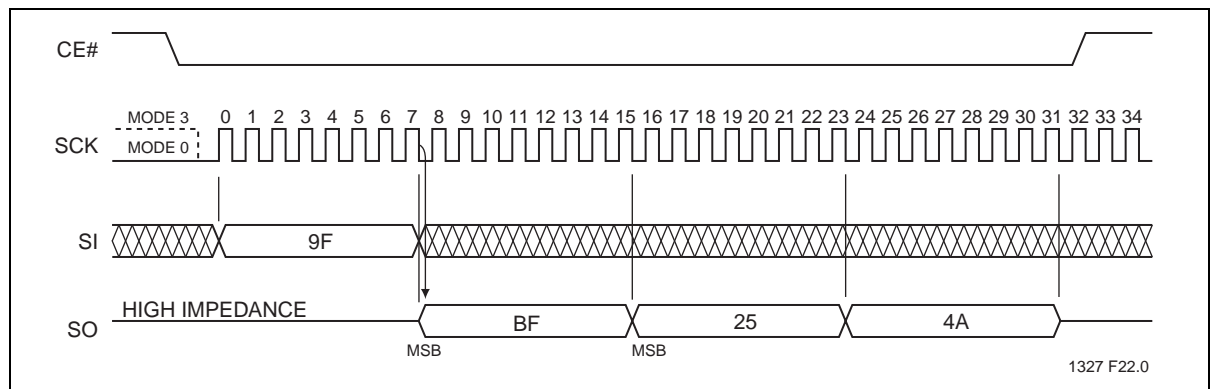 CE#
MODE 3
0 1 2 3 4 5 6 7 8 9 10 11 12 13 14 15 16 17 18 19 20 21 22 23 24 25 26 27 28 29 30 31 32 33 34
SCK
MODE 0
SI
9F
HIGH IMPEDANCE
SO
BF
25
4A
MSB
MSB
1327 F22.0